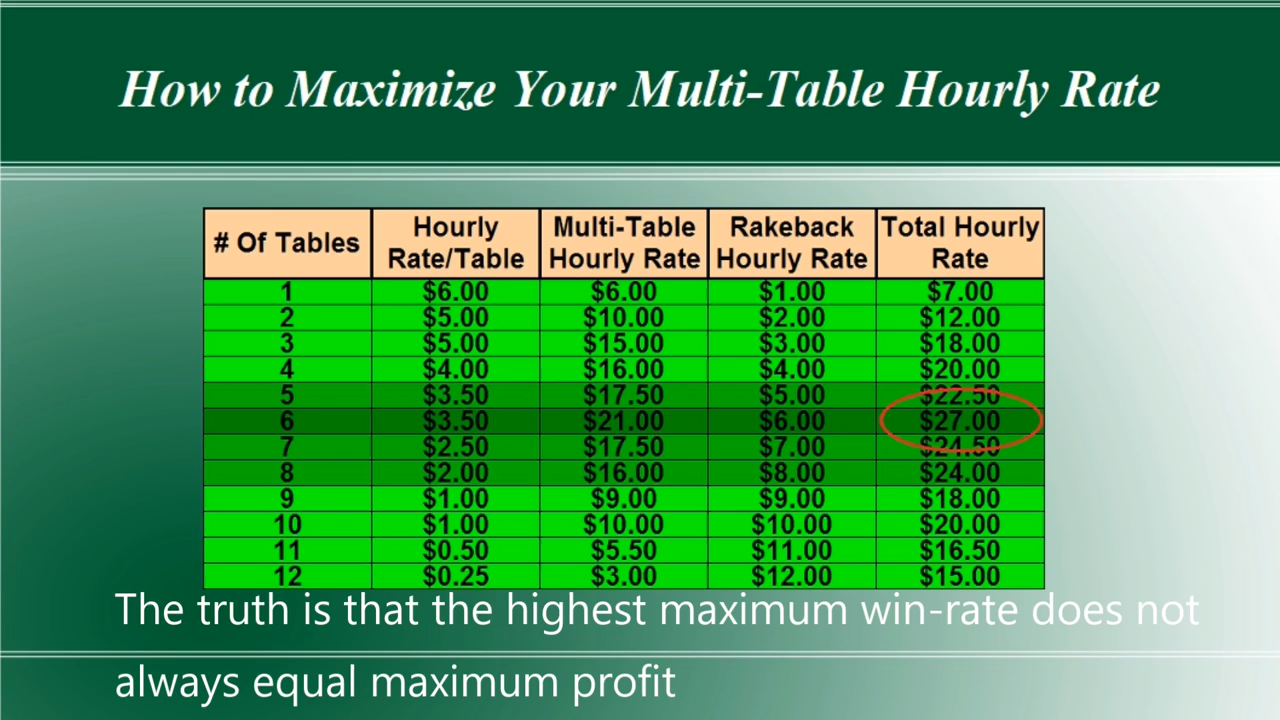 How to Maximize Your Multi-Table Hourly Rate
# Of Tables Hourly Rate/Table Multi-Table Hourly Rate Rakeback Hourly Rate Total Hourly Rate
1 $6.00 $6.00 $1.00 $7.00
2 $5.00 $10.00 $2.00 $12.00
3 $5.00 $15.00 $3.00 $18.00
4 $4.00 $16.00 $4.00 $20.00
5 $3.50 $17.50 $5.00 $22.50
6 $3.50 $21.00 $6.00 $27.00
7 $2.50 $17.50 $7.00 $24.50
8 $2.00 $16.00 $8.00 $24.00
9 $1.00 $9.00 $9.00 $18.00
10 $1.00 $10.00 $10.00 $20.00
11 $0.50 $5.50 $11.00 $16.50
12 $0.25 $3.00 $12.00 $15.00
The truth is that the highest maximum win-rate does not
always equal maximum profit